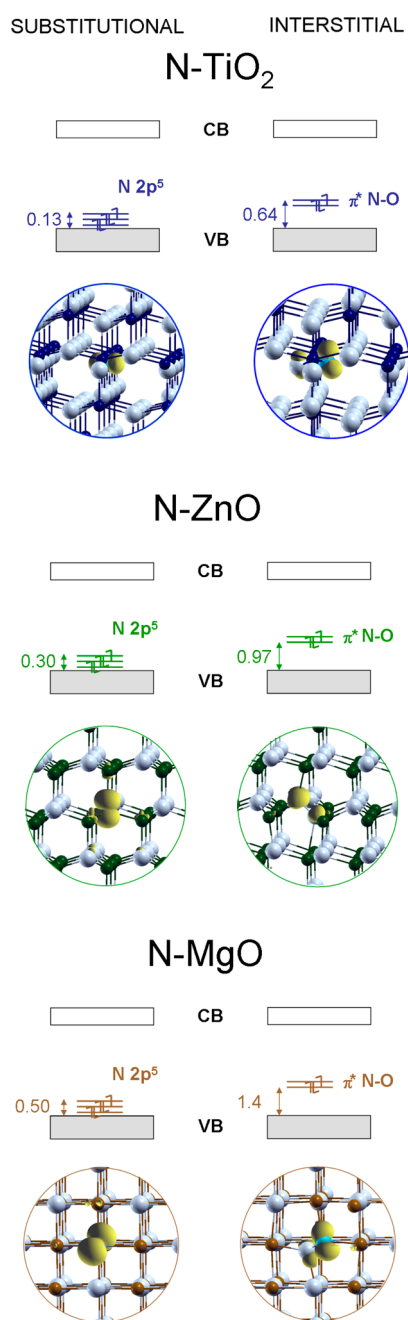 SUBSTITUTIONAL INTERSTITIAL
N-TiO₂
CB
N 2p⁵
π* N-O
0.13
0.64
VB
N-ZnO
CB
N 2p⁵
π* N-O
0.30
0.97
VB
N-MgO
CB
N 2p⁵
π* N-O
0.50
1.4
VB